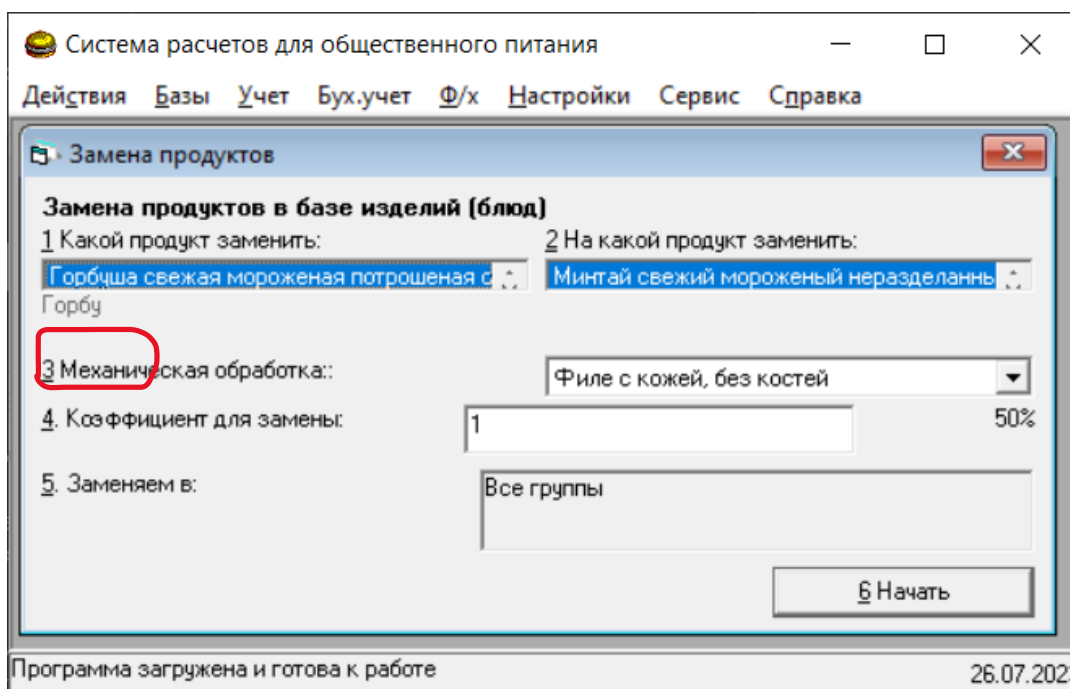 Система расчетов для общественного питания
Действия Базы Учет Бух.учет Ф/х Настройки Сервис Справка
Замена продуктов
Замена продуктов в базе изделий (блюд)
1 Какой продукт заменить: 2 На какой продукт заменить:
Горбуша свежая мороженая потрошеная с Минтай свежий мороженый неразделанны
Горбу
3 Механическая обработка:: Филе с кожей, без костей
4. Коэффициент для замены: 1 50%
5. Заменяем в: Все группы
6 Начать
Программа загружена и готова к работе 26.07.202